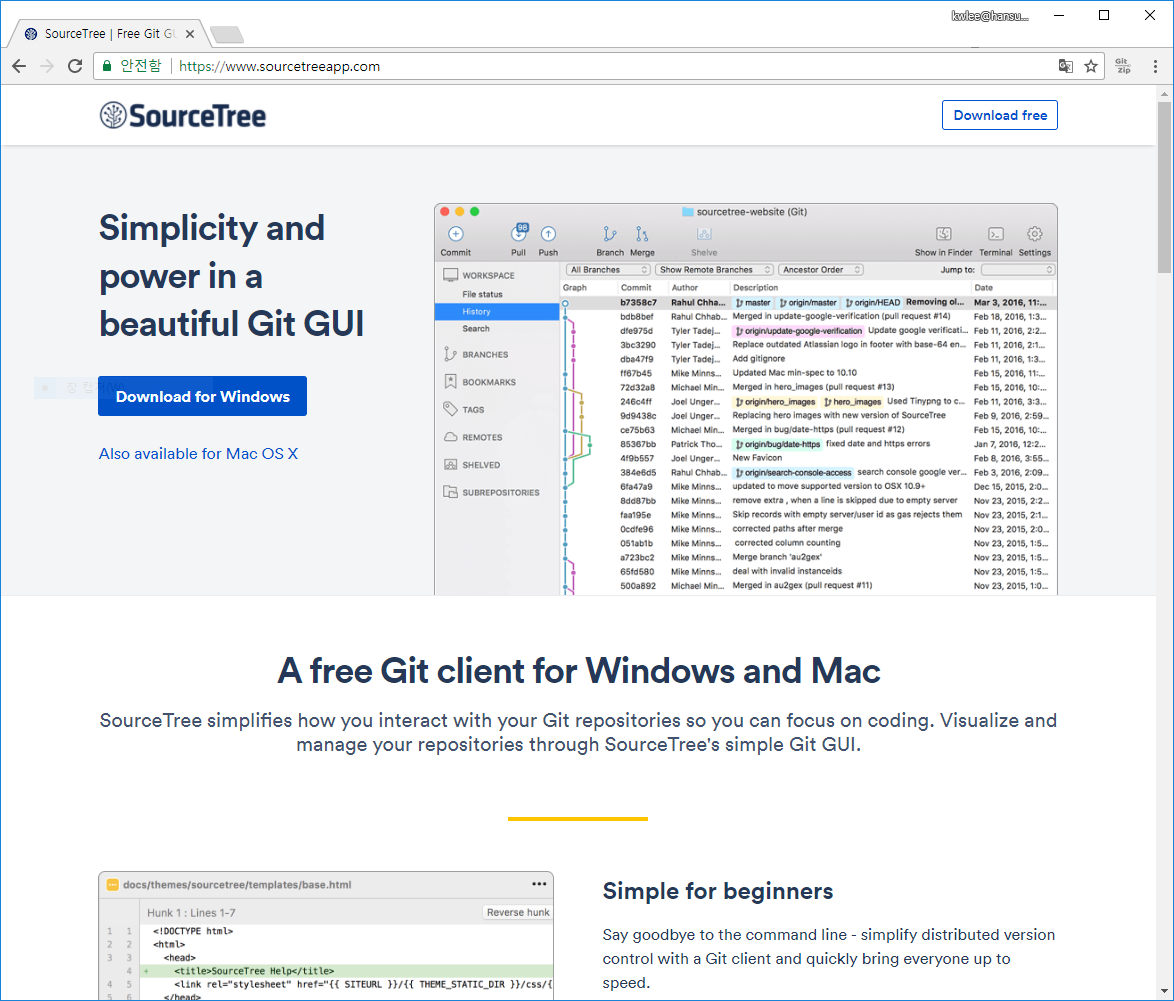 kwlee@hansu...
SourceTree | Free Git GU
안전함
https://www.sourcetreeapp.com
Git
Zip
SourceTree
Download free
Simplicity and
power in a
beautiful Git GUI
Download for Windows
Also available for Mac OS X
sourcetree-website (Git)
98
Commit Pull Push Branch Merge Shelve Show in Finder Terminal Settings
WORKSPACE
File status
History
Search
BRANCHES
BOOKMARKS
TAGS
REMOTES
SHELVED
SUBREPOSITORIES
All Branches Show Remote Branches Ancestor Order Jump to:
Graph Commit Author Description Date
b7358c7 Rahul Chha... master origin/master origin/HEAD Removing ol... Mar 3, 2016, 11:...
bdb8bef Rahul Chhab... Merged in update-google-verification (pull request #14) Feb 18, 2016, 1:3...
dfe975d Tyler Tadej... origin/update-google-verification Update google verificati... Feb 11, 2016, 2:2...
3bc3290 Tyler Tadej... Replace outdated Atlassian logo in footer with base-64 en... Feb 11, 2016, 2:1...
dba47f9 Tyler Tadej... Add gitignore Feb 11, 2016, 1:3...
ff67b45 Mike Minns... Updated Mac min-spec to 10.10 Feb 15, 2016, 11:...
72d32a8 Michael Min... Merged in hero_images (pull request #13) Feb 15, 2016, 10:...
246c4ff Joel Unger... origin/hero_images hero_images Used Tinypng to c... Feb 11, 2016, 3:3...
9d9438c Joel Unger... Replacing hero images with new version of SourceTree Feb 9, 2016, 2:59...
ce75b63 Michael Min... Merged in bug/date-https (pull request #12) Feb 15, 2016, 10:...
85367bb Patrick Tho... origin/bug/date-https fixed date and https errors Jan 7, 2016, 12:2...
4f9b557 Joel Unger... New Favicon Feb 8, 2016, 3:55...
384e6d5 Rahul Chhab... origin/search-console-access search console google ver... Feb 3, 2016, 2:09...
6fa47a9 Mike Minns... updated to move supported version to OSX 10.9+ Dec 15, 2015, 2:0...
8dd87bb Mike Minns... remove extra , when a line is skipped due to empty server Nov 23, 2015, 2:2...
faa195e Mike Minns... Skip records with empty server/user id as gas rejects them Nov 23, 2015, 2:1...
0cdfe96 Mike Minns... corrected paths after merge Nov 23, 2015, 2:0...
051ab1b Mike Minns... corrected column counting Nov 23, 2015, 1:5...
a723bc2 Mike Minns... Merge branch 'au2gex' Nov 23, 2015, 1:5...
65fd580 Mike Minns... deal with invalid instanceids Nov 23, 2015, 1:5...
500a892 Michael Min... Merged in au2gex (pull request #11) Nov 23, 2015, 1:0...
A free Git client for Windows and Mac
SourceTree simplifies how you interact with your Git repositories so you can focus on coding. Visualize and
manage your repositories through SourceTree's simple Git GUI.
docs/themes/sourcetree/templates/base.html
Hunk 1 : Lines 1-7 Reverse hunk
1 1 <!DOCTYPE html>
2 2 <html>
3 3 <head>
4 + <title>SourceTree Help</title>
4 5 <link rel="stylesheet" href="{{ SITEURL }}/{{ THEME_STATIC_DIR }}/css/{
5 6 </head>
Simple for beginners
Say goodbye to the command line - simplify distributed version
control with a Git client and quickly bring everyone up to
speed.